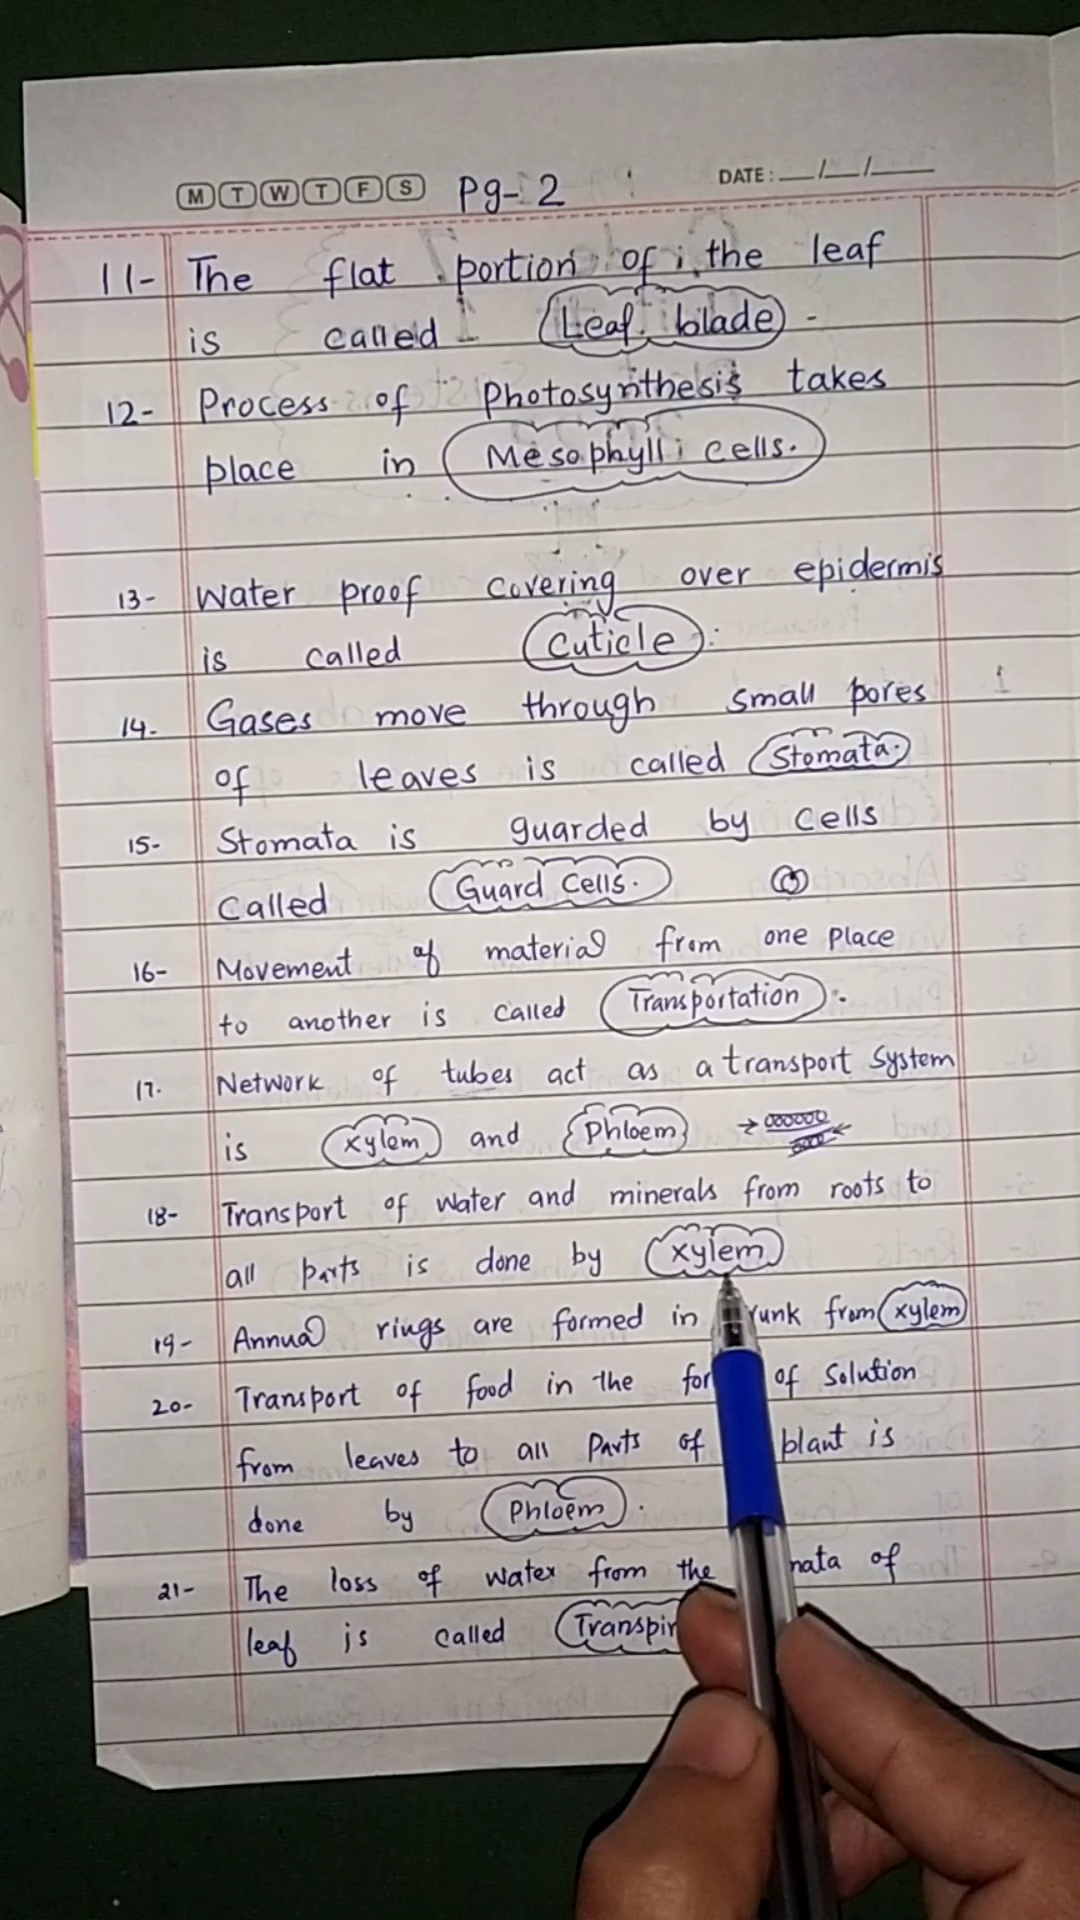 M T W T F S Pg-2 DATE: __/__/____
11- The flat portion of the leaf
is called Leaf blade -
12- Process of Photosynthesis takes
place in Mesophyll cells.
13- Water proof covering over epidermis
is called Cuticle.
14- Gases move through small pores
of leaves is called Stomata.
15- Stomata is guarded by Cells
Called Guard Cells.
16- Movement of material from one Place
to another is called Transportation.
17. Network of tubes act as a transport System
is Xylem and Phloem
18- Transport of water and minerals from roots to
all parts is done by Xylem
19- Annual rings are formed in runk from Xylem
20- Transport of food in the for of Solution
from leaves to all Parts of plant is
done by Phloem.
21- The loss of water from the mata of
leaf is called Transpir